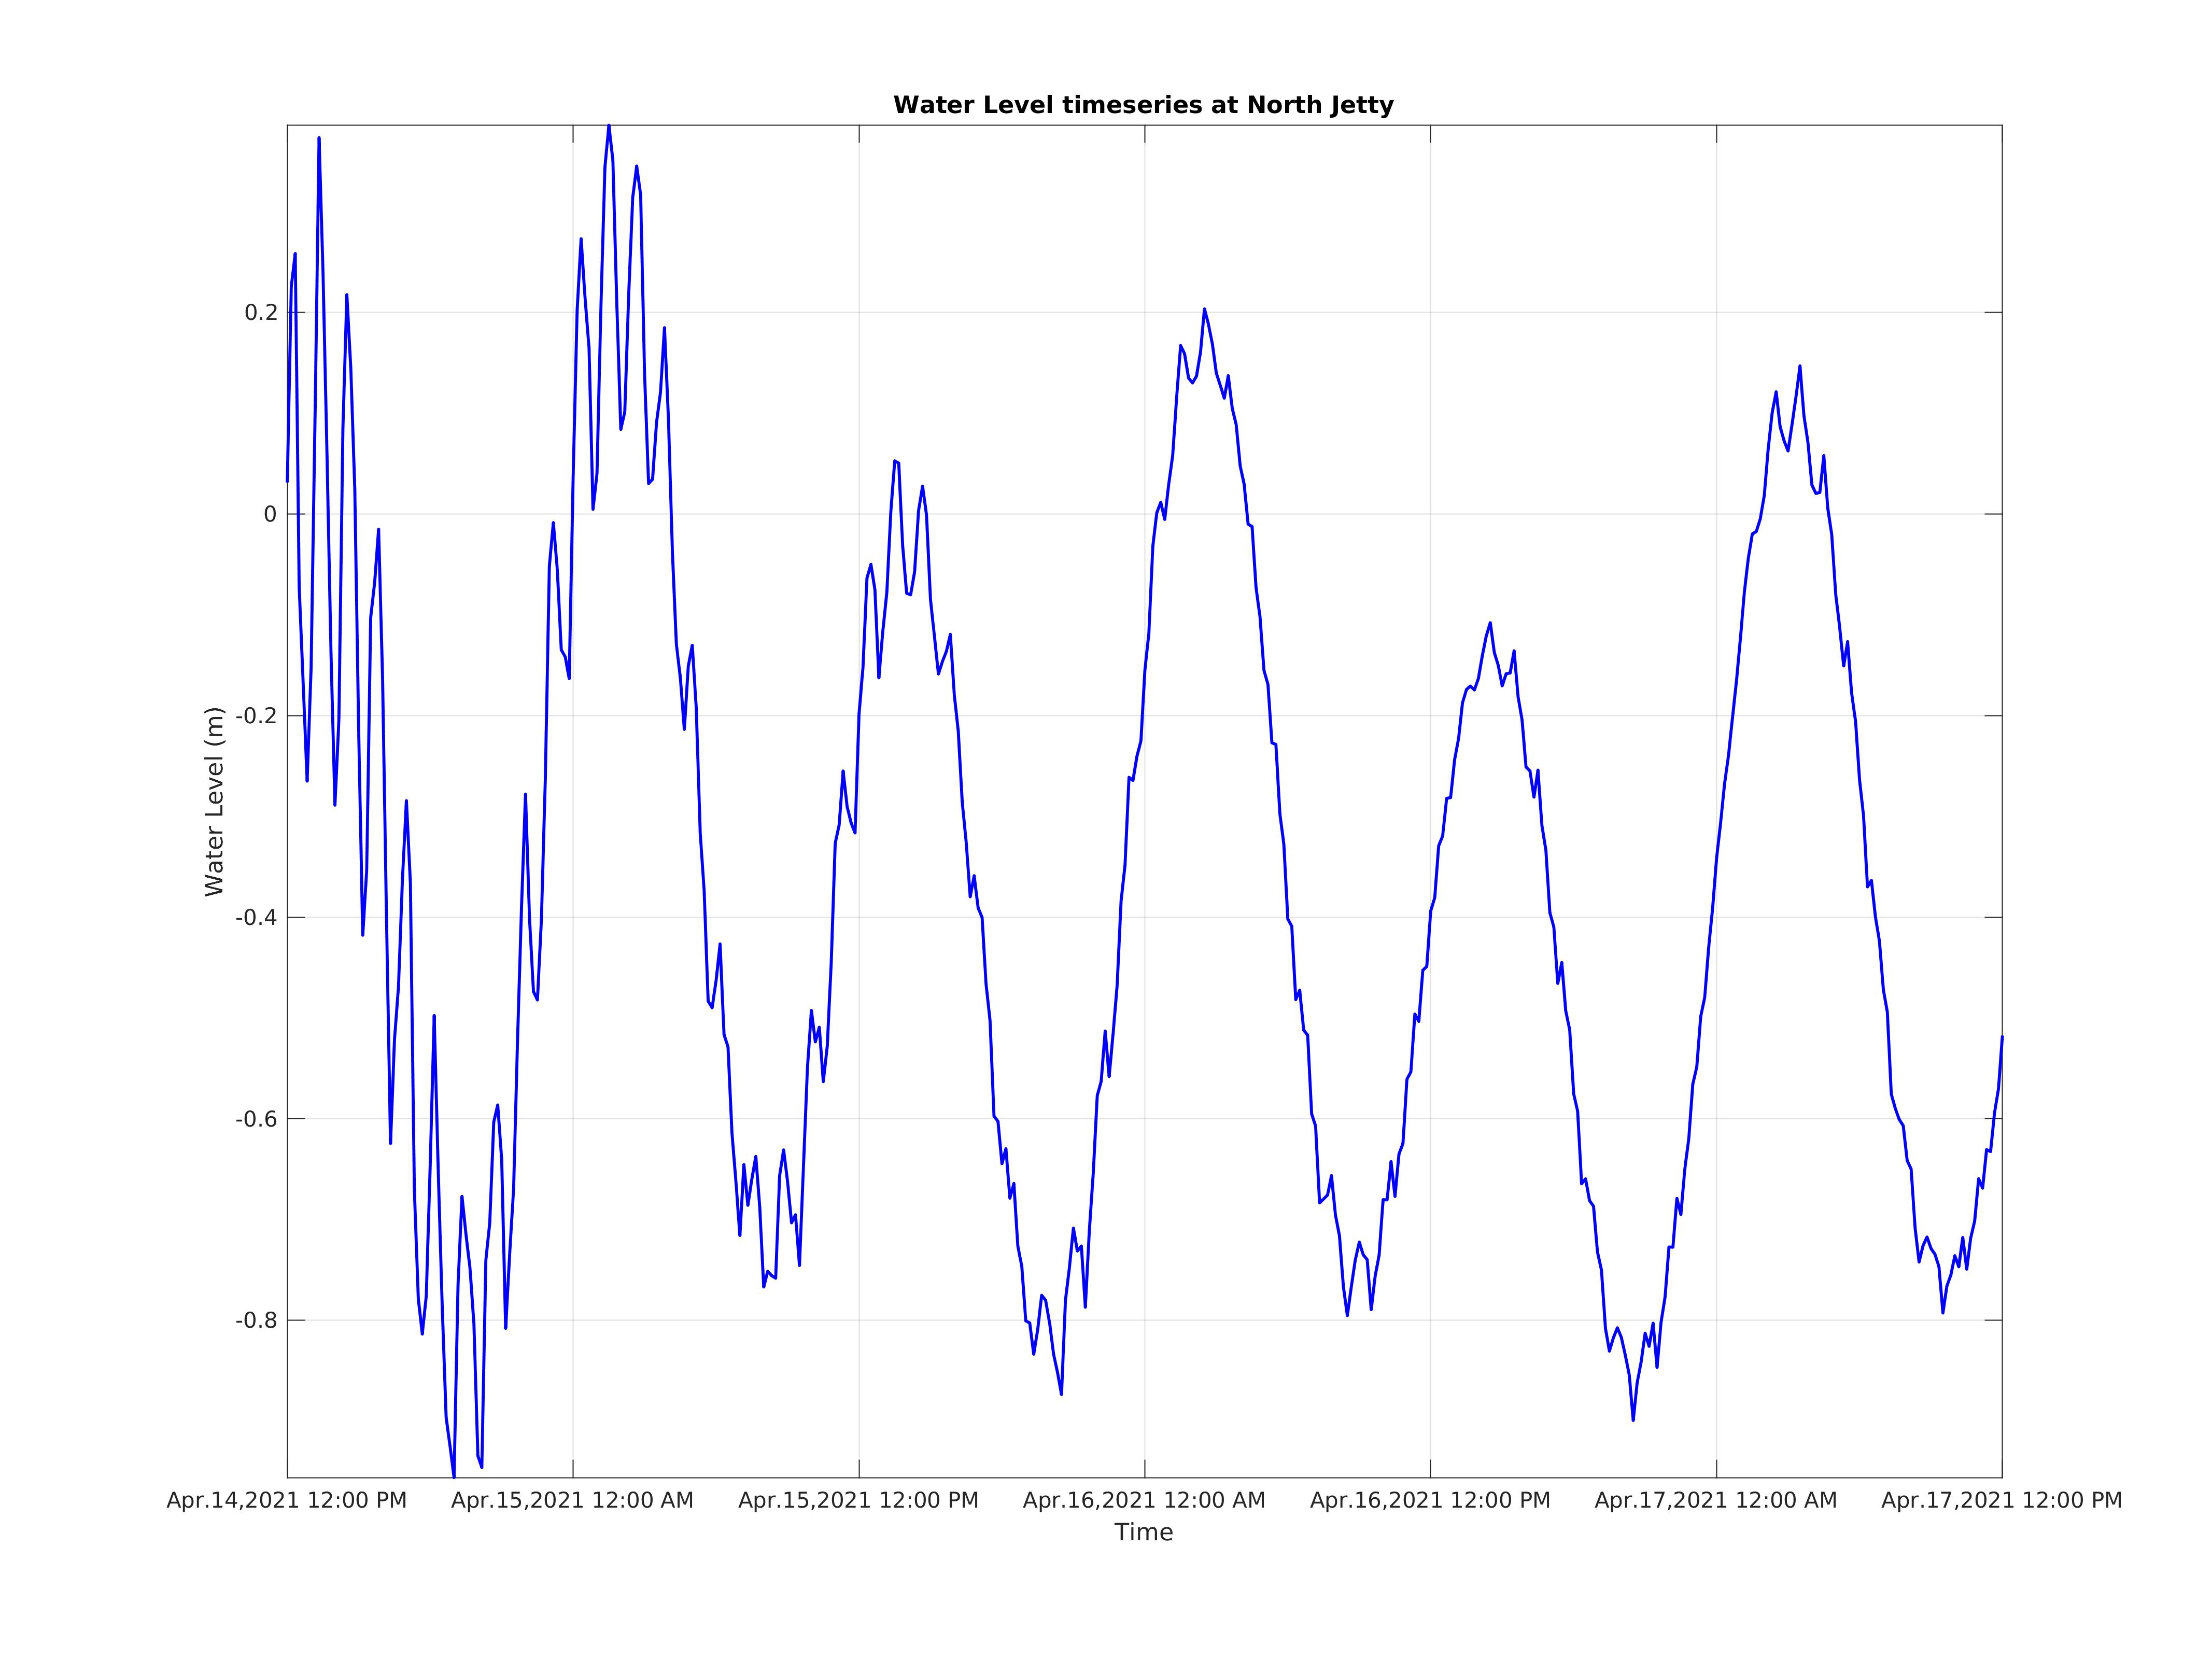 Water Level timeseries at North Jetty
Water Level (m)
0.2
0
-0.2
-0.4
-0.6
-0.8
Apr.14,2021 12:00 PM
Apr.15,2021 12:00 AM
Apr.15,2021 12:00 PM
Apr.16,2021 12:00 AM
Apr.16,2021 12:00 PM
Apr.17,2021 12:00 AM
Apr.17,2021 12:00 PM
Time